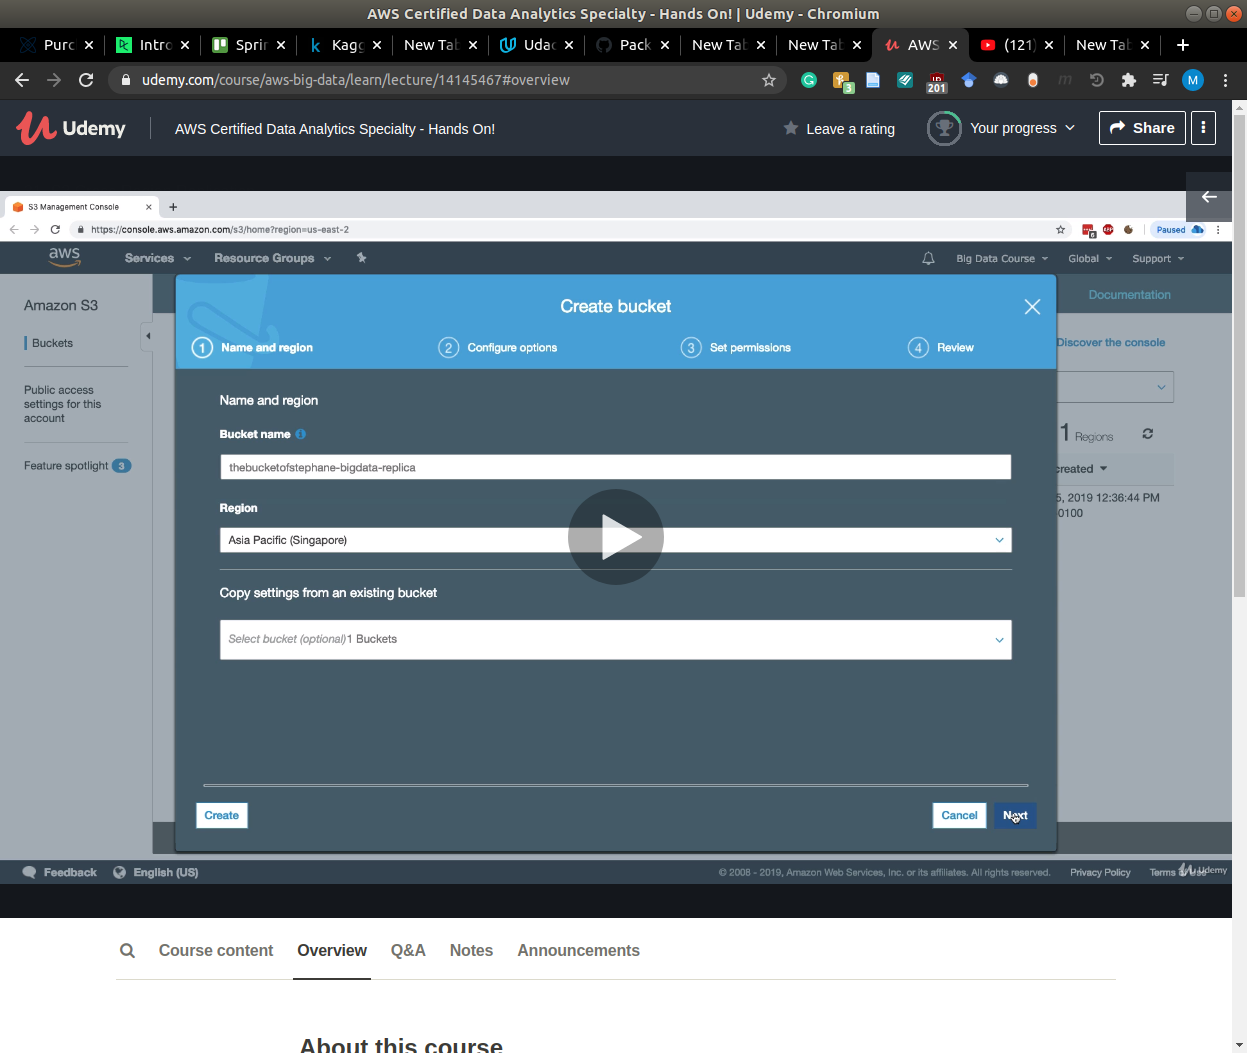 AWS Certified Data Analytics Specialty - Hands On! | Udemy - Chromium
Purc
Intro
Sprin
Kagg
New Tab
Udac
Pack
New Tab
New Tab
AWS
(121)
New Tab
udemy.com/course/aws-big-data/learn/lecture/14145467#overview
3
201
M
Udemy
AWS Certified Data Analytics Specialty - Hands On!
Leave a rating
Your progress
Share
S3 Management Console
https://console.aws.amazon.com/s3/home?region=us-east-2
Paused
aws
Services
Resource Groups
Big Data Course
Global
Support
Amazon S3
Buckets
Public access
settings for this
account
Feature spotlight 3
Documentation
Discover the console
1 Regions
created
5, 2019 12:36:44 PM
0100
Create bucket
1 Name and region
2 Configure options
3 Set permissions
4 Review
Name and region
Bucket name
thebucketofstephane-bigdata-replica
Region
Asia Pacific (Singapore)
Copy settings from an existing bucket
Select bucket (optional)1 Buckets
Create
Cancel
Next
Feedback
English (US)
© 2008 - 2019, Amazon Web Services, Inc. or its affiliates. All rights reserved.
Privacy Policy
Terms
Udemy
Course content
Overview
Q&A
Notes
Announcements
About this course